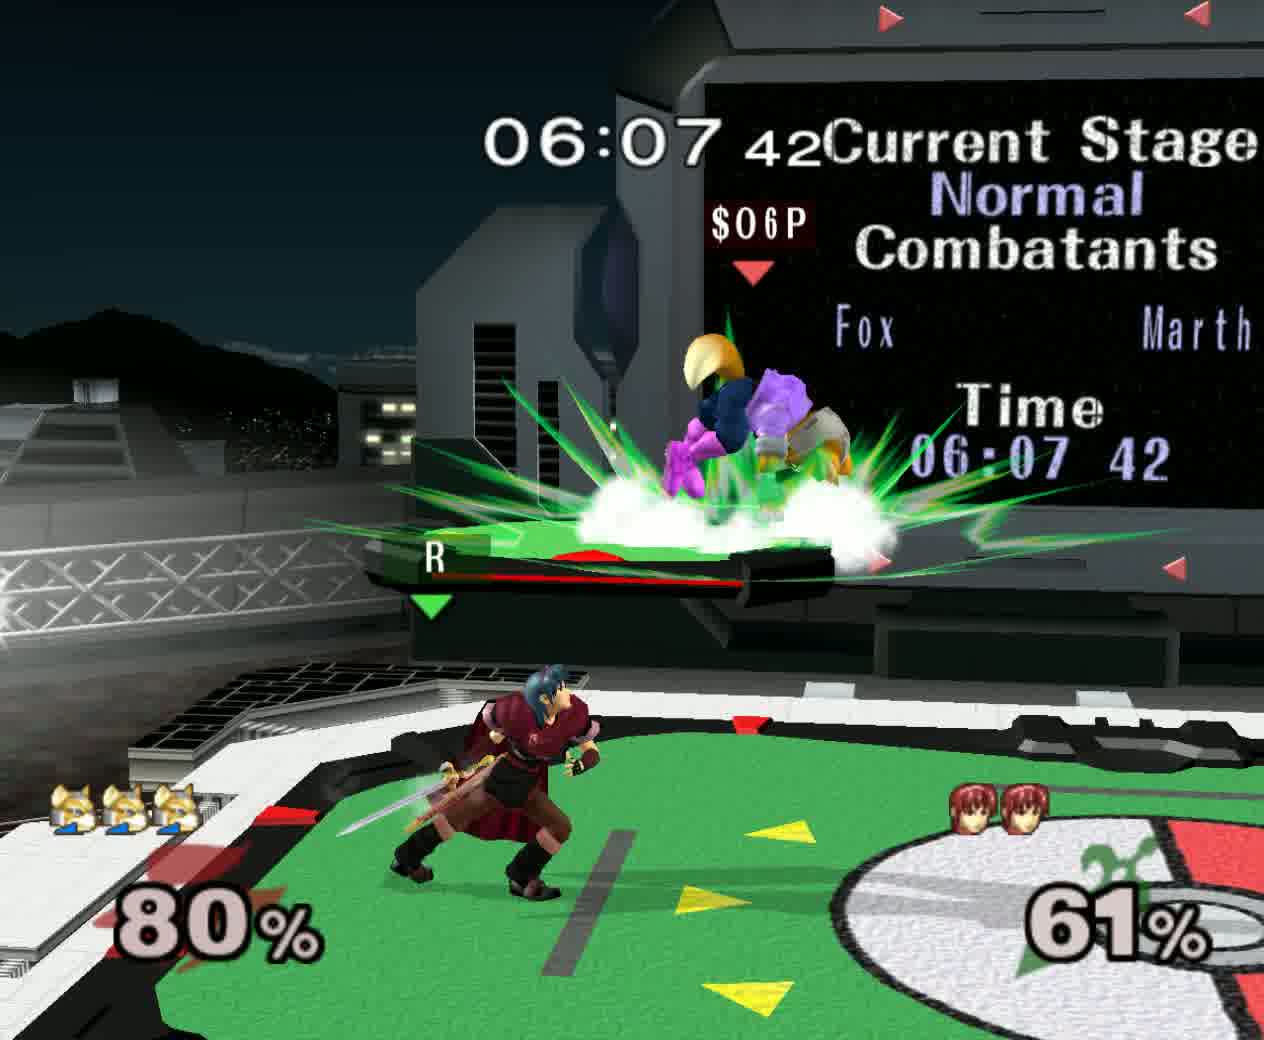 06:07 42
Current Stage
Normal
$06P
Combatants
Fox Marth
Time
06:07 42
R
80%
61%